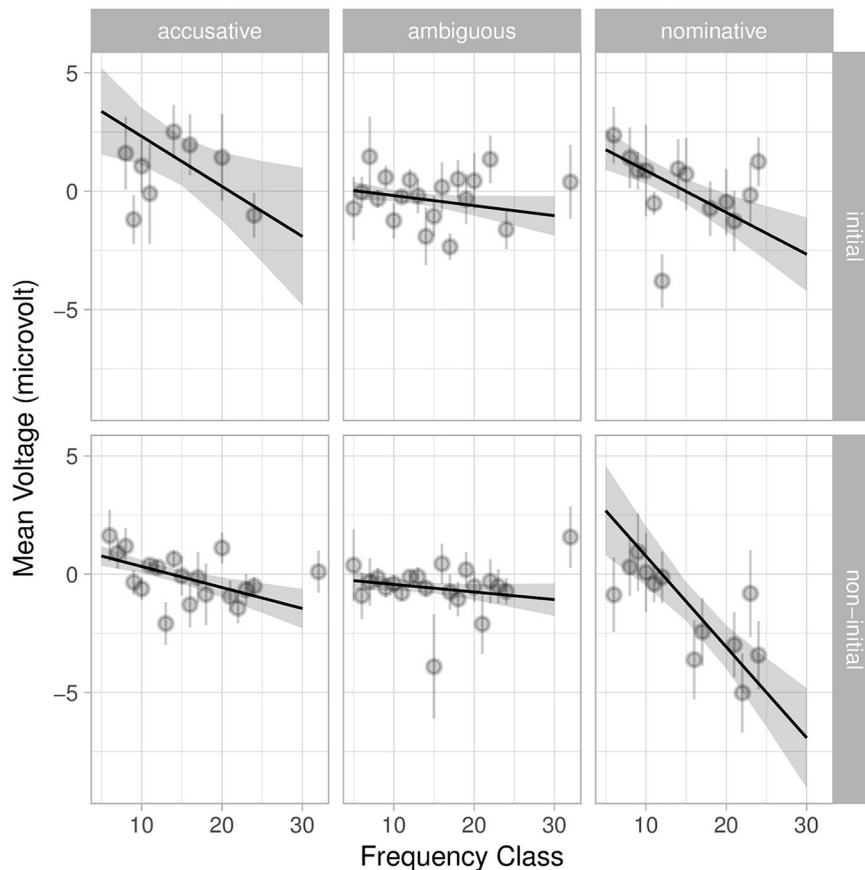 accusative ambiguous nominative
5
0
−5
initial
5
0
−5
non−initial
10 20 30 10 20 30 10 20 30
Mean Voltage (microvolt)
Frequency Class